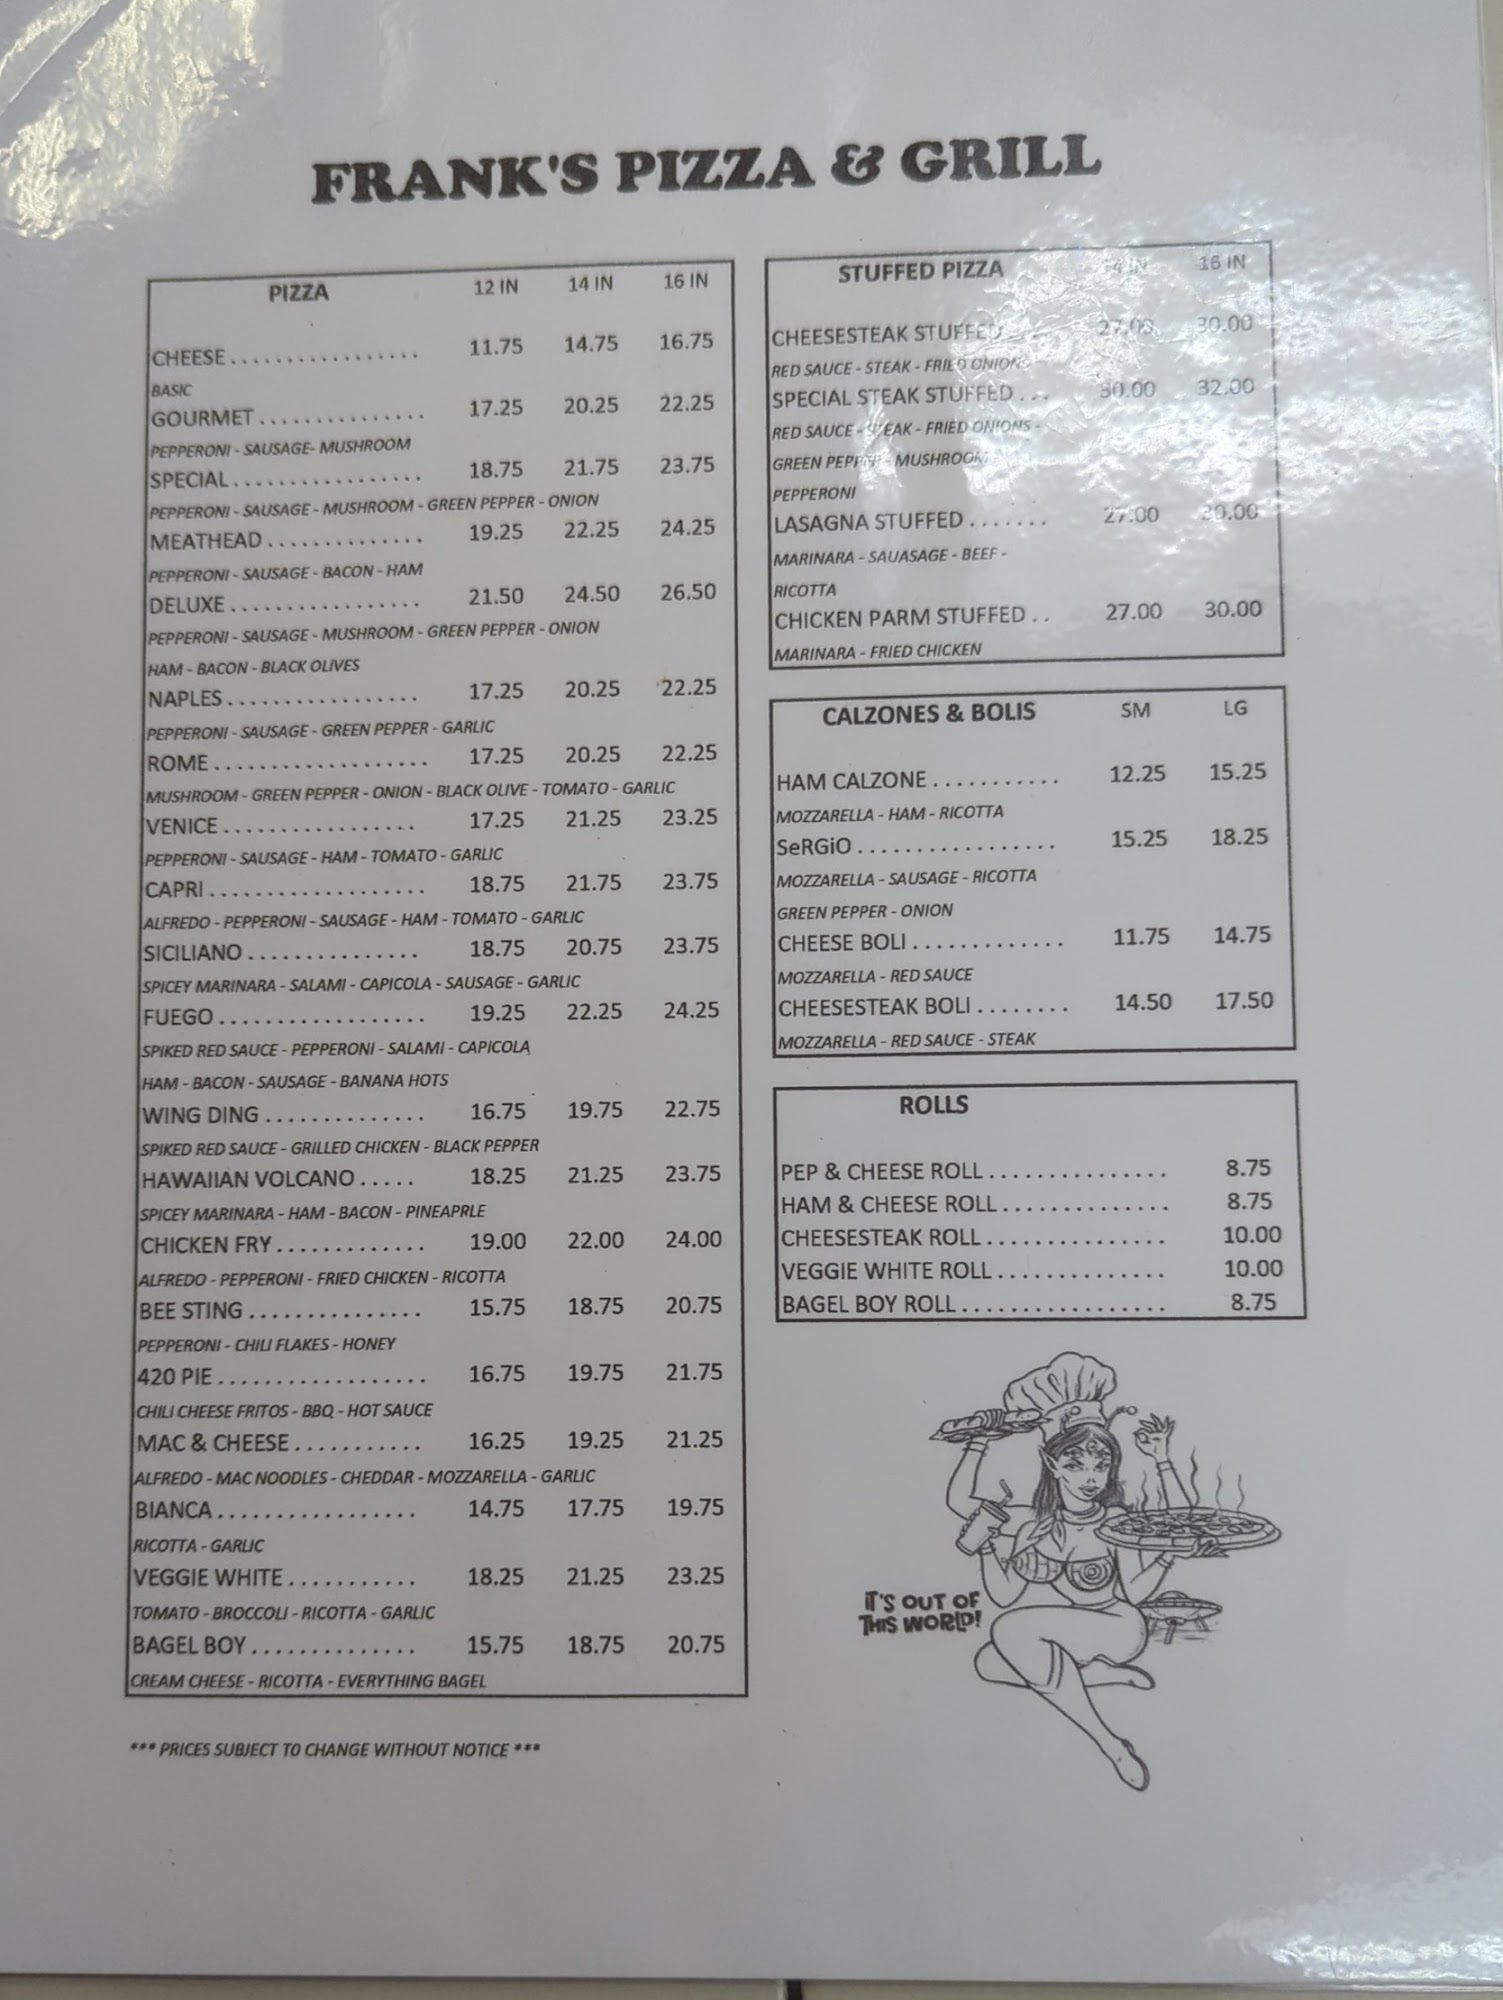 FRANK'S PIZZA & GRILL
PIZZA 12 IN 14 IN 16 IN
CHEESE . . . . . . . . . . . . . . . . . 11.75 14.75 16.75
BASIC
GOURMET . . . . . . . . . . . . . . 17.25 20.25 22.25
PEPPERONI - SAUSAGE- MUSHROOM
SPECIAL . . . . . . . . . . . . . . . . . 18.75 21.75 23.75
PEPPERONI - SAUSAGE - MUSHROOM - GREEN PEPPER - ONION
MEATHEAD . . . . . . . . . . . . . . 19.25 22.25 24.25
PEPPERONI - SAUSAGE - BACON - HAM
DELUXE . . . . . . . . . . . . . . . . . 21.50 24.50 26.50
PEPPERONI - SAUSAGE - MUSHROOM - GREEN PEPPER - ONION
HAM - BACON - BLACK OLIVES
NAPLES . . . . . . . . . . . . . . . . . 17.25 20.25 22.25
PEPPERONI - SAUSAGE - GREEN PEPPER - GARLIC
ROME . . . . . . . . . . . . . . . . . . . 17.25 20.25 22.25
MUSHROOM - GREEN PEPPER - ONION - BLACK OLIVE - TOMATO - GARLIC
VENICE . . . . . . . . . . . . . . . . . 17.25 21.25 23.25
PEPPERONI - SAUSAGE - HAM - TOMATO - GARLIC
CAPRI . . . . . . . . . . . . . . . . . . . 18.75 21.75 23.75
ALFREDO - PEPPERONI - SAUSAGE - HAM - TOMATO - GARLIC
SICILIANO . . . . . . . . . . . . . . . 18.75 20.75 23.75
SPICEY MARINARA - SALAMI - CAPICOLA - SAUSAGE - GARLIC
FUEGO . . . . . . . . . . . . . . . . . . 19.25 22.25 24.25
SPIKED RED SAUCE - PEPPERONI - SALAMI - CAPICOLA
HAM - BACON - SAUSAGE - BANANA HOTS
WING DING . . . . . . . . . . . . . . 16.75 19.75 22.75
SPIKED RED SAUCE - GRILLED CHICKEN - BLACK PEPPER
HAWAIIAN VOLCANO . . . . . 18.25 21.25 23.75
SPICEY MARINARA - HAM - BACON - PINEAPRLE
CHICKEN FRY . . . . . . . . . . . . . 19.00 22.00 24.00
ALFREDO - PEPPERONI - FRIED CHICKEN - RICOTTA
BEE STING . . . . . . . . . . . . . . . 15.75 18.75 20.75
PEPPERONI - CHILI FLAKES - HONEY
420 PIE . . . . . . . . . . . . . . . . . . 16.75 19.75 21.75
CHILI CHEESE FRITOS - BBQ - HOT SAUCE
MAC & CHEESE . . . . . . . . . . . 16.25 19.25 21.25
ALFREDO - MAC NOODLES - CHEDDAR - MOZZARELLA - GARLIC
BIANCA . . . . . . . . . . . . . . . . . 14.75 17.75 19.75
RICOTTA - GARLIC
VEGGIE WHITE . . . . . . . . . . . 18.25 21.25 23.25
TOMATO - BROCCOLI - RICOTTA - GARLIC
BAGEL BOY . . . . . . . . . . . . . . 15.75 18.75 20.75
CREAM CHEESE - RICOTTA - EVERYTHING BAGEL
*** PRICES SUBJECT TO CHANGE WITHOUT NOTICE ***
STUFFED PIZZA 14 IN 16 IN
CHEESESTEAK STUFFED 27.00 30.00
RED SAUCE - STEAK - FRIED ONIONS
SPECIAL STEAK STUFFED . . . 30.00 32.00
RED SAUCE - STEAK - FRIED ONIONS -
GREEN PEPPER - MUSHROOM
PEPPERONI
LASAGNA STUFFED . . . . . . . 27.00 30.00
MARINARA - SAUASAGE - BEEF -
RICOTTA
CHICKEN PARM STUFFED . . 27.00 30.00
MARINARA - FRIED CHICKEN
CALZONES & BOLIS SM LG
HAM CALZONE . . . . . . . . . . . 12.25 15.25
MOZZARELLA - HAM - RICOTTA
SeRGiO . . . . . . . . . . . . . . . . . 15.25 18.25
MOZZARELLA - SAUSAGE - RICOTTA
GREEN PEPPER - ONION
CHEESE BOLI . . . . . . . . . . . . . 11.75 14.75
MOZZARELLA - RED SAUCE
CHEESESTEAK BOLI . . . . . . . . 14.50 17.50
MOZZARELLA - RED SAUCE - STEAK
ROLLS
PEP & CHEESE ROLL . . . . . . . . . . . . . . . 8.75
HAM & CHEESE ROLL . . . . . . . . . . . . . . 8.75
CHEESESTEAK ROLL . . . . . . . . . . . . . . . 10.00
VEGGIE WHITE ROLL . . . . . . . . . . . . . . 10.00
BAGEL BOY ROLL . . . . . . . . . . . . . . . . . 8.75
IT'S OUT OF
THIS WORLD!